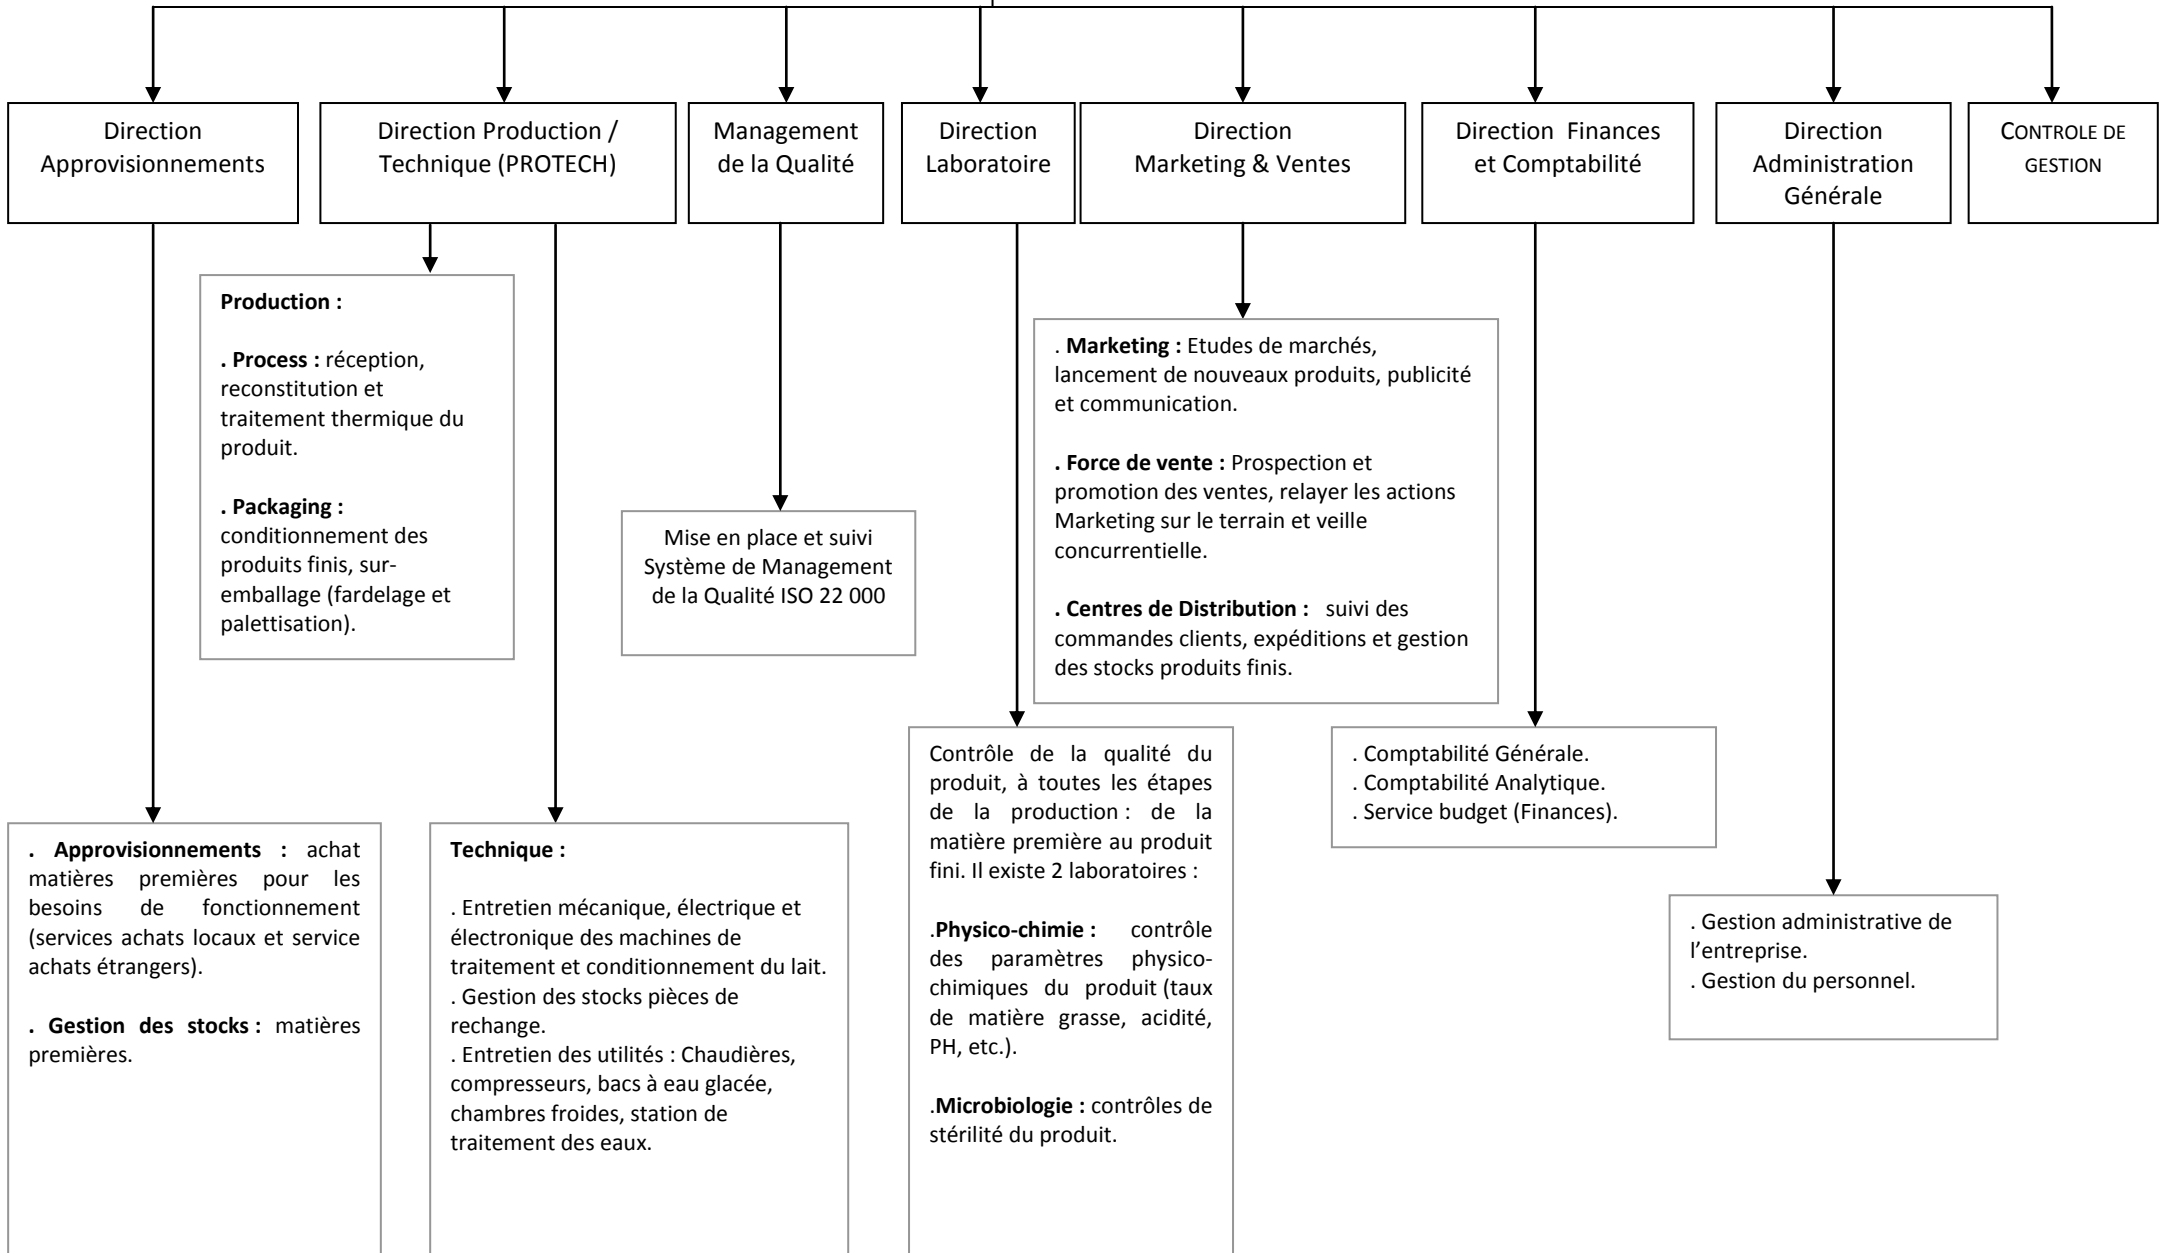 Direction
Approvisionnements
Direction Production /
Technique (PROTECH)
Management
de la Qualité
Direction
Laboratoire
Direction
Marketing & Ventes
Direction  Finances
et Comptabilité
Direction
Administration
Générale
CONTROLE DE
GESTION
Production :
. Process : réception,
reconstitution et
traitement thermique du
produit.
. Packaging :
conditionnement des
produits finis, sur-
emballage (fardelage et
palettisation).
. Marketing : Etudes de marchés,
lancement de nouveaux produits, publicité
et communication.
. Force de vente : Prospection et
promotion des ventes, relayer les actions
Marketing sur le terrain et veille
concurrentielle.
. Centres de Distribution :   suivi des
commandes clients, expéditions et gestion
des stocks produits finis.
Mise en place et suivi
Système de Management
de la Qualité ISO 22 000
Contrôle de la qualité du
produit, à toutes les étapes
de la production : de la
matière première au produit
fini. Il existe 2 laboratoires :
.Physico-chimie : contrôle
des paramètres physico-
chimiques du produit (taux
de matière grasse, acidité,
PH, etc.).
.Microbiologie : contrôles de
stérilité du produit.
. Comptabilité Générale.
. Comptabilité Analytique.
. Service budget (Finances).
. Approvisionnements : achat
matières premières pour les
besoins de fonctionnement
(services achats locaux et service
achats étrangers).
. Gestion des stocks : matières
premières.
Technique :
. Entretien mécanique, électrique et
électronique des machines de
traitement et conditionnement du lait.
. Gestion des stocks pièces de
rechange.
. Entretien des utilités : Chaudières,
compresseurs, bacs à eau glacée,
chambres froides, station de
traitement des eaux.
. Gestion administrative de
l’entreprise.
. Gestion du personnel.